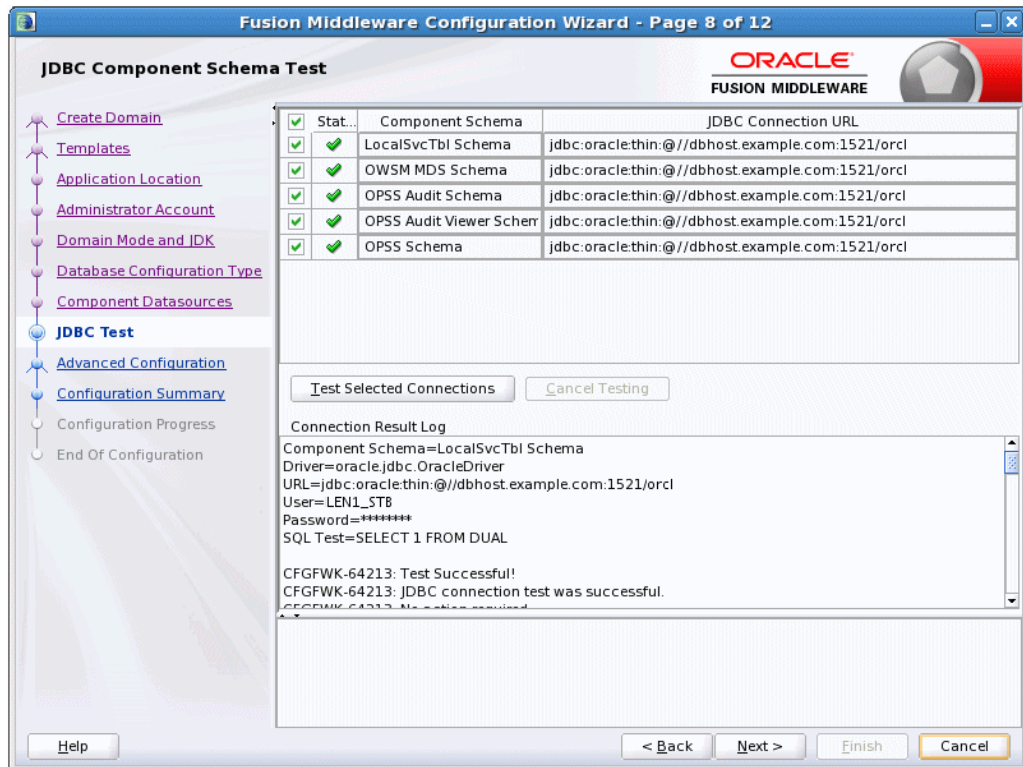 Fusion Middleware Configuration Wizard - Page 8 of 12
JDBC Component Schema Test
ORACLE
FUSION MIDDLEWARE
Create Domain
Templates
Application Location
Administrator Account
Domain Mode and JDK
Database Configuration Type
Component Datasources
JDBC Test
Advanced Configuration
Configuration Summary
Configuration Progress
End Of Configuration
Stat... Component Schema JDBC Connection URL
LocalSvcTbl Schema jdbc:oracle:thin:@//dbhost.example.com:1521/orcl
OWSM MDS Schema jdbc:oracle:thin:@//dbhost.example.com:1521/orcl
OPSS Audit Schema jdbc:oracle:thin:@//dbhost.example.com:1521/orcl
OPSS Audit Viewer Schem jdbc:oracle:thin:@//dbhost.example.com:1521/orcl
OPSS Schema jdbc:oracle:thin:@//dbhost.example.com:1521/orcl
Test Selected Connections Cancel Testing
Connection Result Log
Component Schema=LocalSvcTbl Schema
Driver=oracle.jdbc.OracleDriver
URL=jdbc:oracle:thin:@//dbhost.example.com:1521/orcl
User=LEN1_STB
Password=********
SQL Test=SELECT 1 FROM DUAL
CFGFWK-64213: Test Successful!
CFGFWK-64213: JDBC connection test was successful.
CFGFWK-64213: No action required
Help < Back Next > Finish Cancel